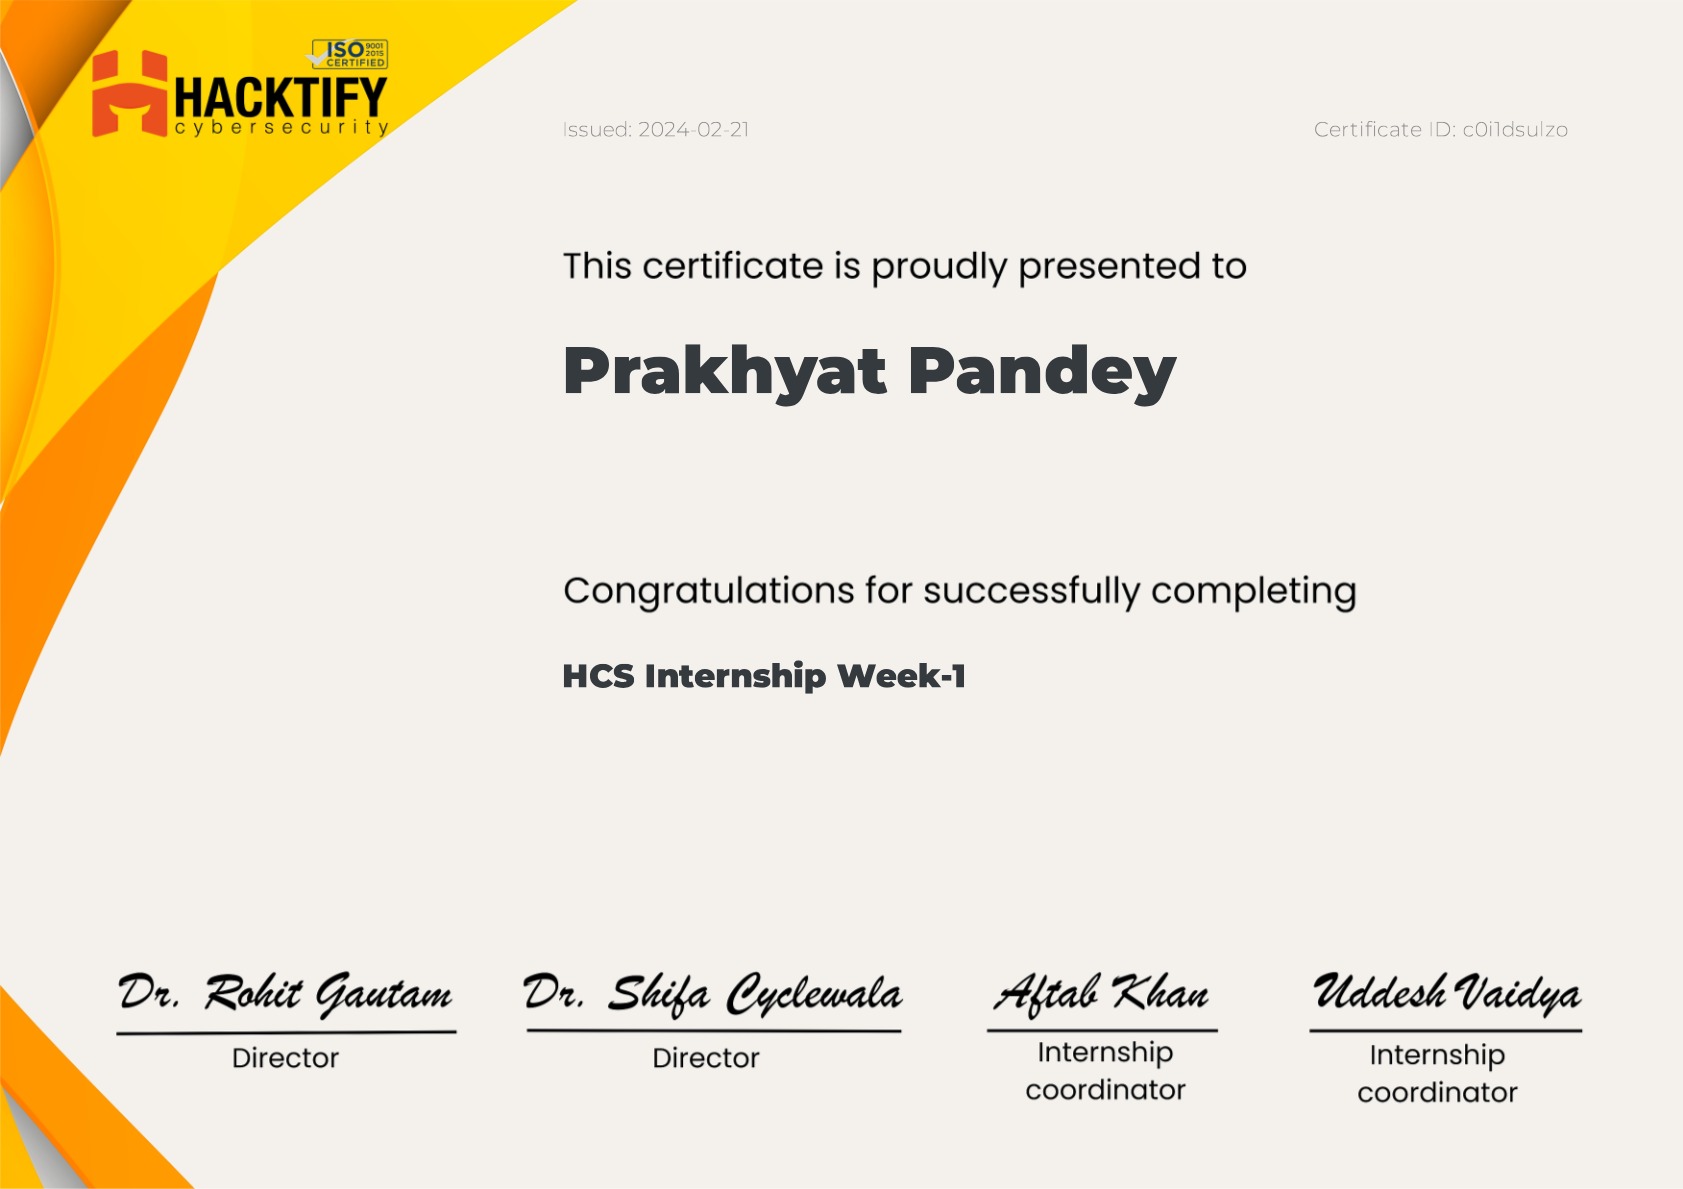 ISO 9001 2015
CERTIFIED
HACKTIFY
cybersecurity
Issued: 2024-02-21
Certificate ID: c0i1dsulzo
This certificate is proudly presented to
Prakhyat Pandey
Congratulations for successfully completing
HCS Internship Week-1
Dr. Rohit Gautam
Director
Dr. Shifa Cyclewala
Director
Aftab Khan
Internship
coordinator
Uddesh Vaidya
Internship
coordinator